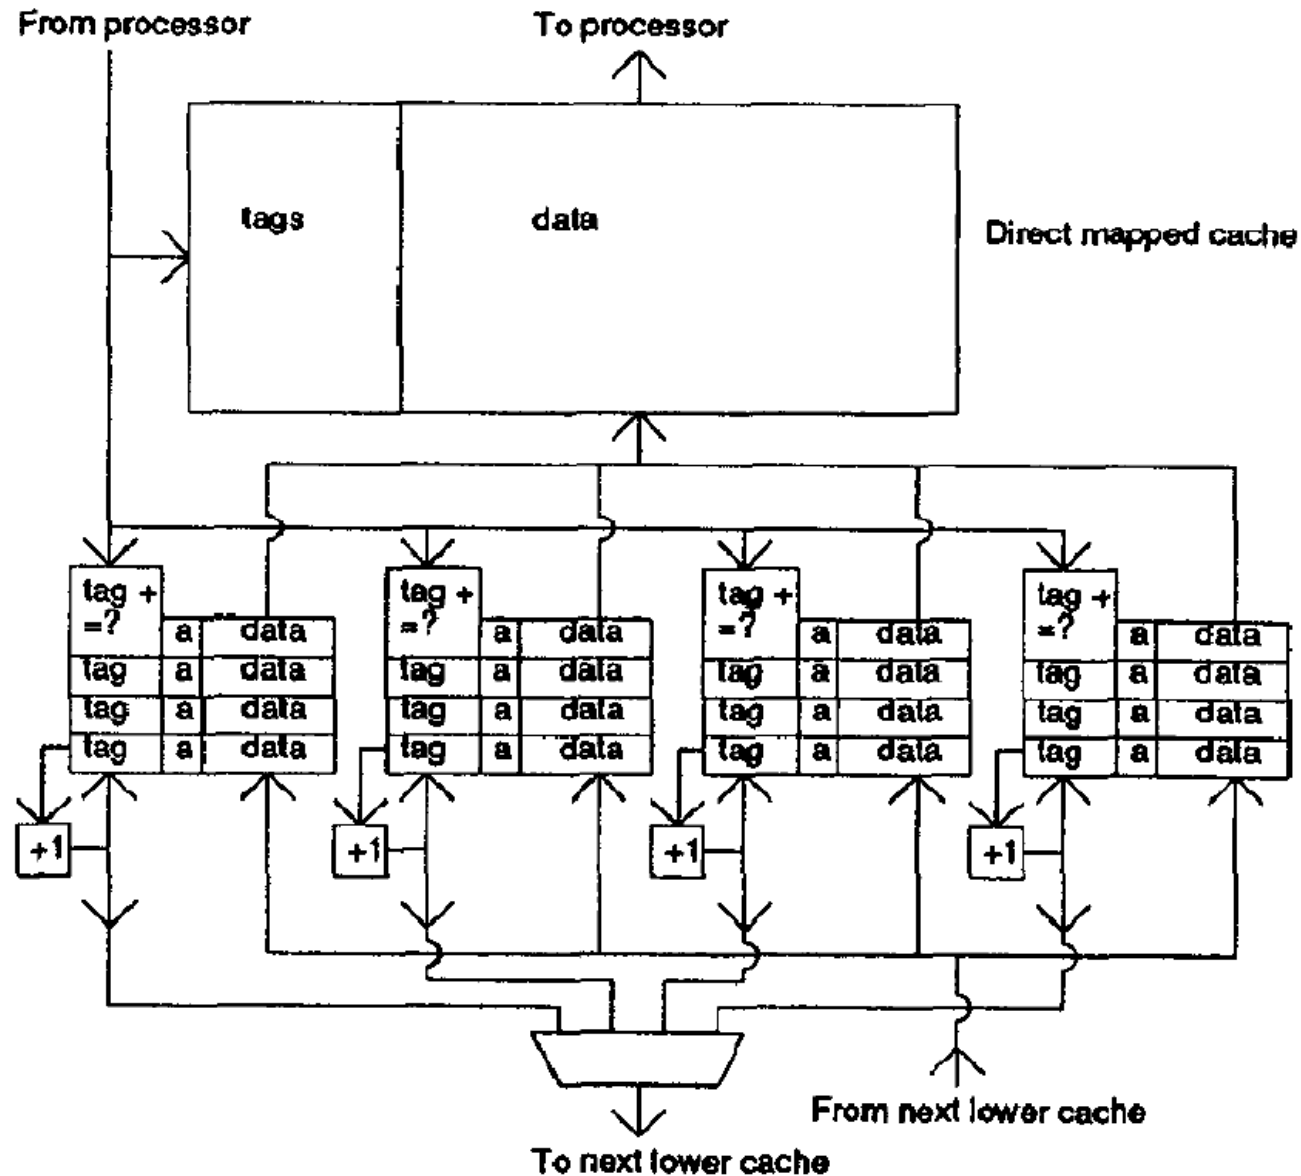 From processor
To processor
tags
data
Direct mapped cache
tag + =?
a
data
tag
a
data
tag
a
data
tag
a
data
+1
tag + =?
a
data
tag
a
data
tag
a
data
tag
a
data
+1
tag + =?
a
data
tag
a
data
tag
a
data
tag
a
data
+1
tag + =?
a
data
tag
a
data
tag
a
data
tag
a
data
+1
From next lower cache
To next lower cache